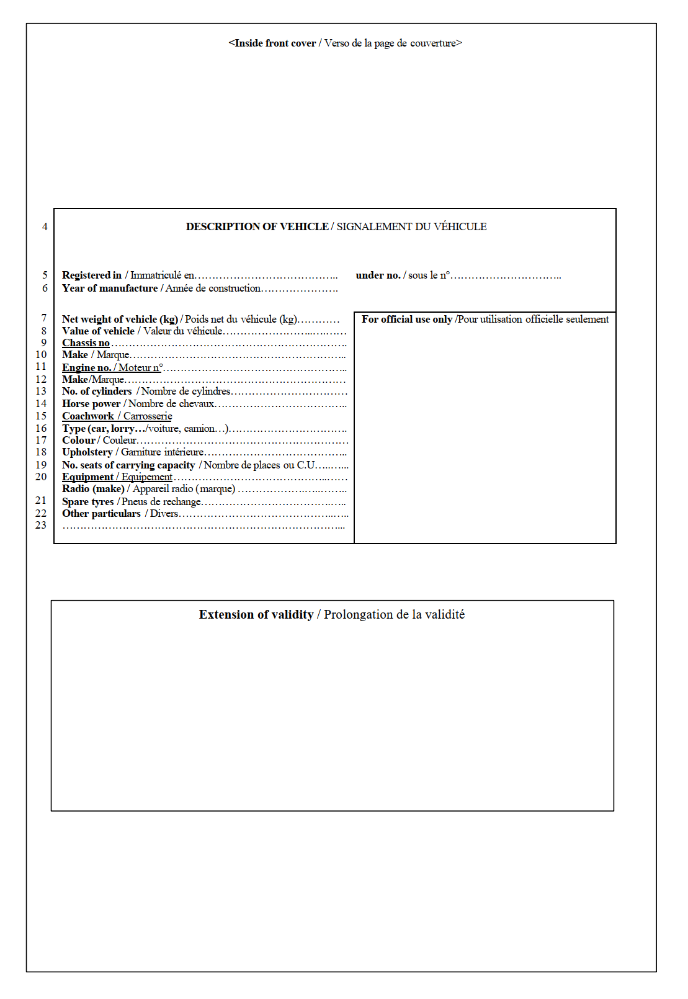 <Inside front cover / Verso de la page de couverture>
4 DESCRIPTION OF VEHICLE / SIGNALEMENT DU VÉHICULE
5 Registered in / Immatriculé en………………………………….. under no. / sous le n°…………………………..
6 Year of manufacture / Année de construction………………….
7 Net weight of vehicle (kg) / Poids net du véhicule (kg)………… For official use only /Pour utilisation officielle seulement
8 Value of vehicle / Valeur du véhicule……………………..…..……
9 Chassis no………………………………………………………….
10 Make / Marque……………………………………………………..
11 Engine no. / Moteur n°……………………………………………..
12 Make/Marque………………………………………………………
13 No. of cylinders / Nombre de cylindres……………………………
14 Horse power / Nombre de chevaux………………………………..
15 Coachwork / Carrosserie
16 Type (car, lorry…/voiture, camion…)…………………………….
17 Colour / Couleur……………………………………………………
18 Upholstery / Garniture intérieure…………………………………..
19 No. seats of carrying capacity / Nombre de places ou C.U…..…...
20 Equipment / Equipement……………………………………..……
Radio (make) / Appareil radio (marque) ……………….…..……..
21 Spare tyres / Pneus de rechange……………………………….…..
22 Other particulars / Divers……………………………………..…..
23 ……………………………………………………………………...
Extension of validity / Prolongation de la validité